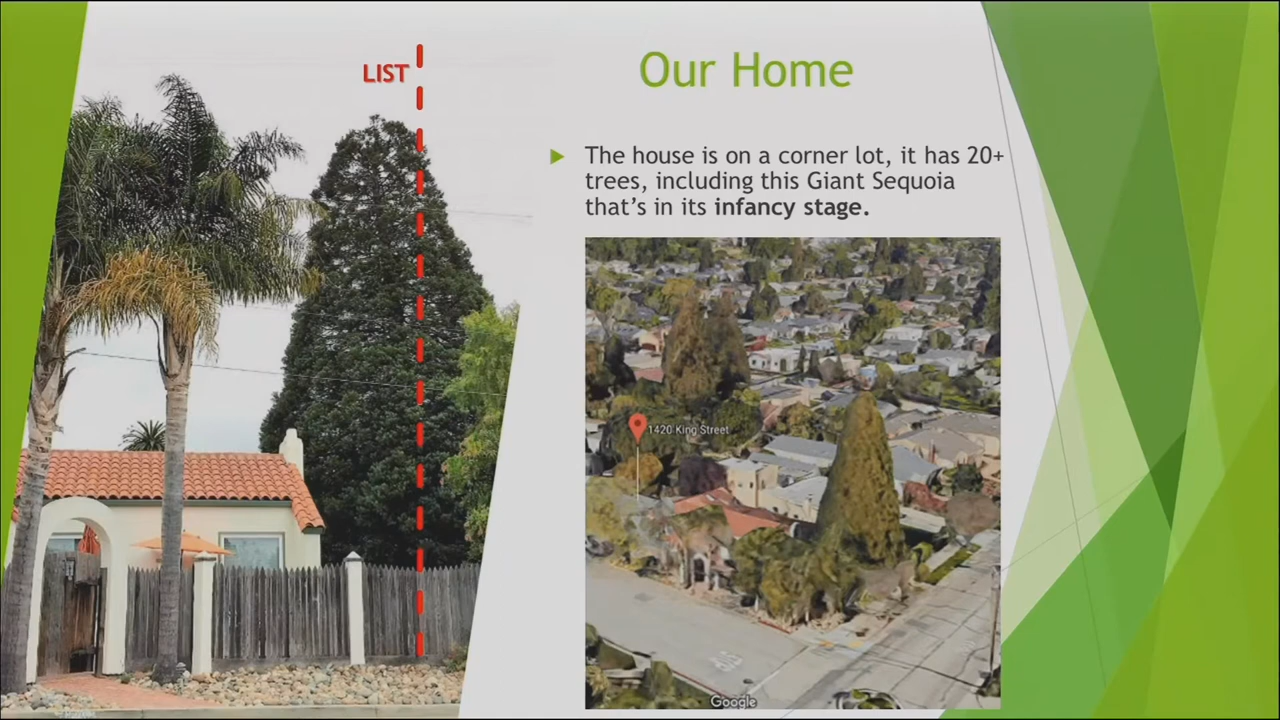 LIST
Our Home
The house is on a corner lot, it has 20+
trees, including this Giant Sequoia
that's in its infancy stage.
1420 King Street
Google